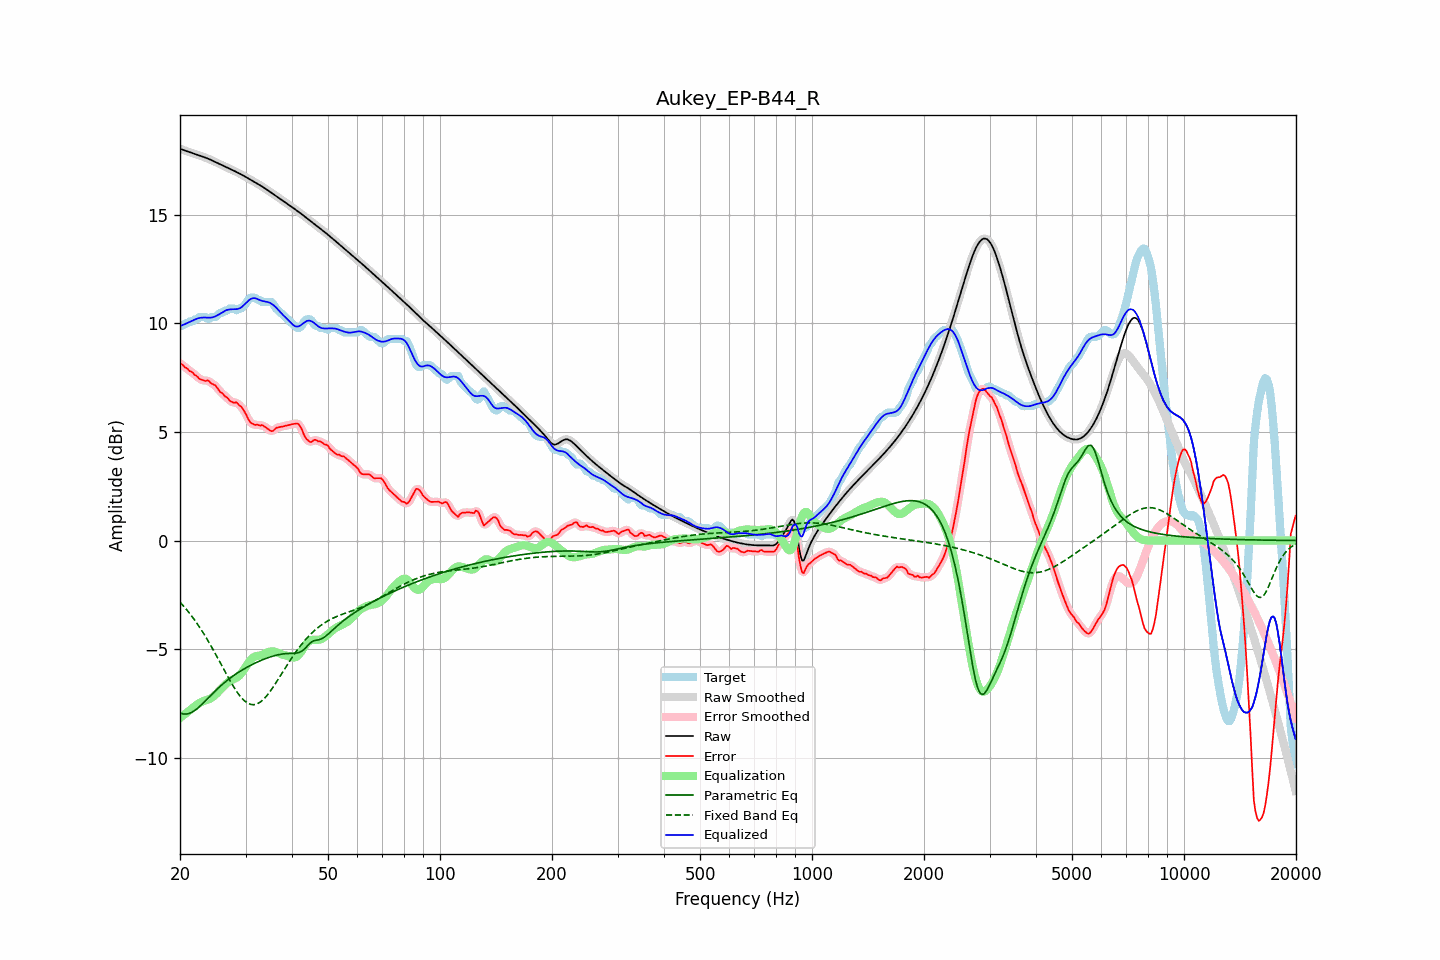 Aukey_EP-B44_R
Amplitude (dBr)
15
10
5
0
−5
−10
20
50
100
200
500
1000
2000
5000
10000
20000
Frequency (Hz)
Target
Raw Smoothed
Error Smoothed
Raw
Error
Equalization
Parametric Eq
Fixed Band Eq
Equalized